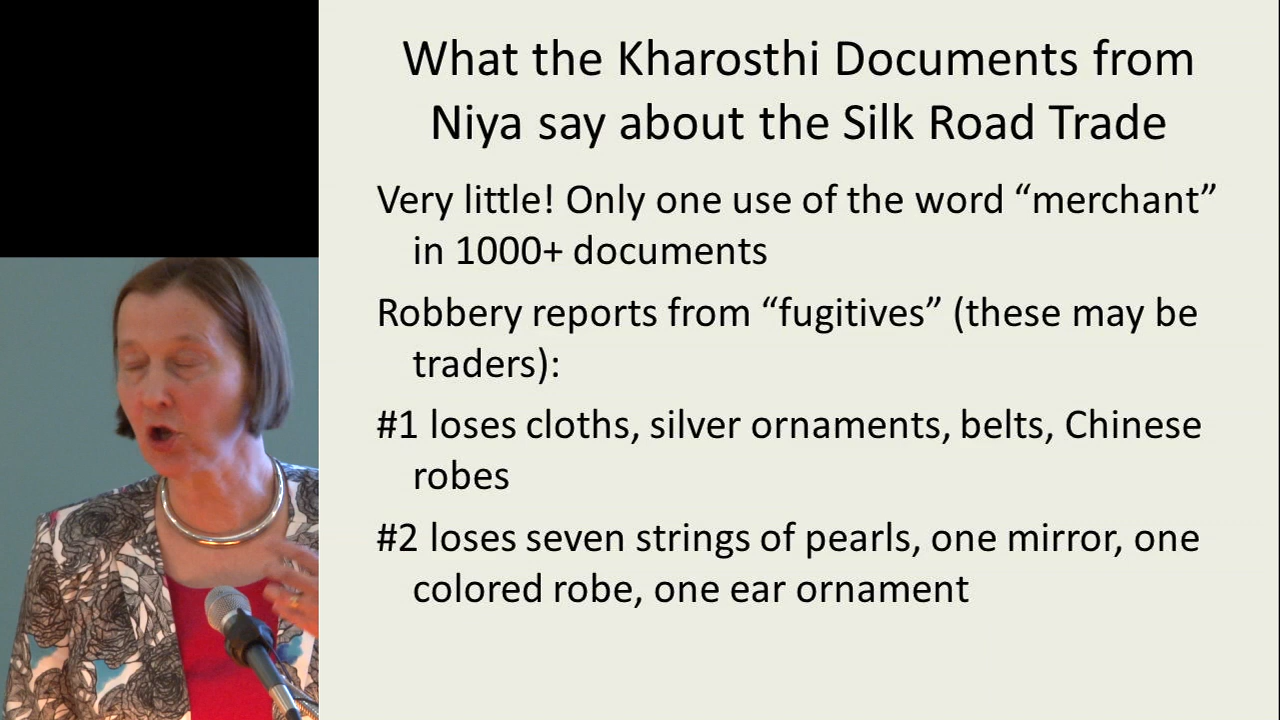 What the Kharosthi Documents from
Niya say about the Silk Road Trade
Very little! Only one use of the word “merchant”
in 1000+ documents
Robbery reports from “fugitives” (these may be
traders):
#1 loses cloths, silver ornaments, belts, Chinese
robes
#2 loses seven strings of pearls, one mirror, one
colored robe, one ear ornament